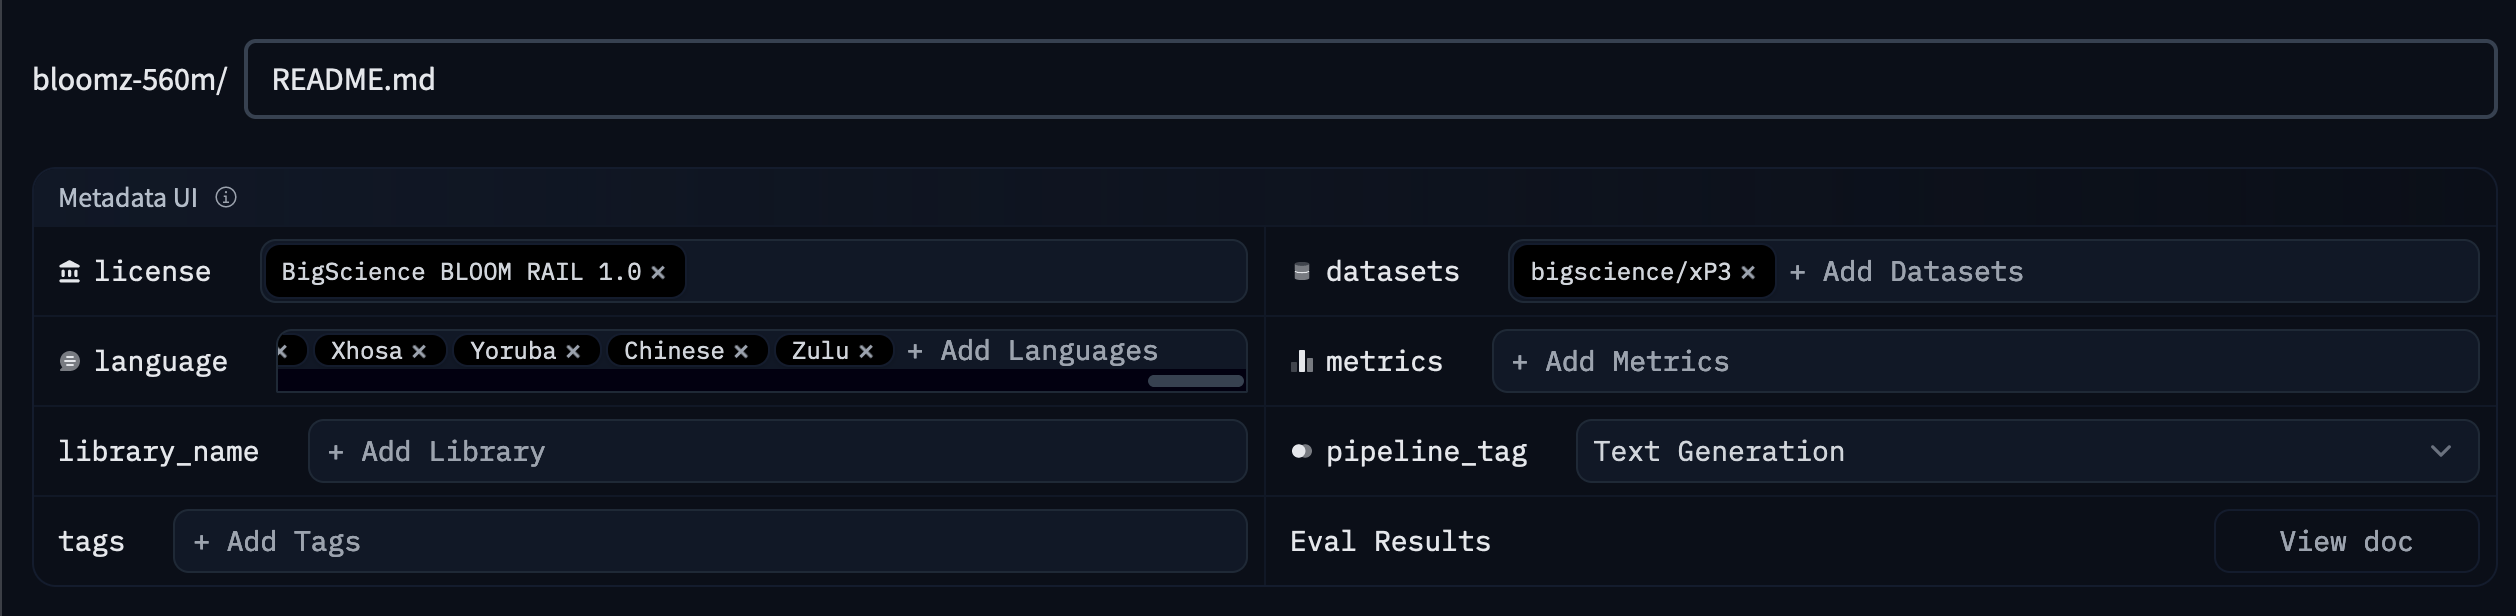 bloomz-560m/ README.md
Metadata UI
license BigScience BLOOM RAIL 1.0 ×
datasets bigscience/xP3 × + Add Datasets
language × Xhosa × Yoruba × Chinese × Zulu × + Add Languages
metrics + Add Metrics
library_name + Add Library
pipeline_tag Text Generation
tags + Add Tags
Eval Results View doc